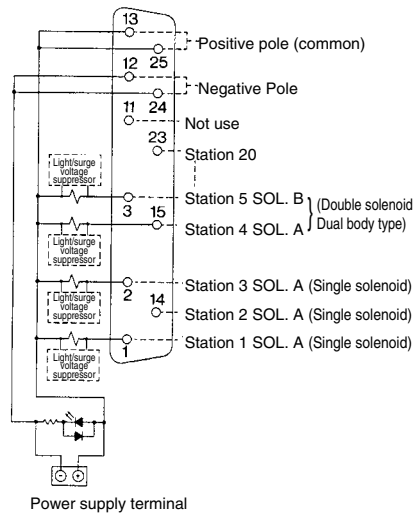 13
Positive pole (common)
12 25
Negative Pole
11 24
Not use
23
Station 20
Light/surge
voltage
suppressor
Station 5 SOL. B
3 15
(Double solenoid
Dual body type)
Station 4 SOL. A
Light/surge
voltage
suppressor
Station 3 SOL. A (Single solenoid)
2 14
Light/surge
voltage
suppressor
Station 2 SOL. A (Single solenoid)
Station 1 SOL. A (Single solenoid)
1
Light/surge
voltage
suppressor
⊖ ⊕
Power supply terminal